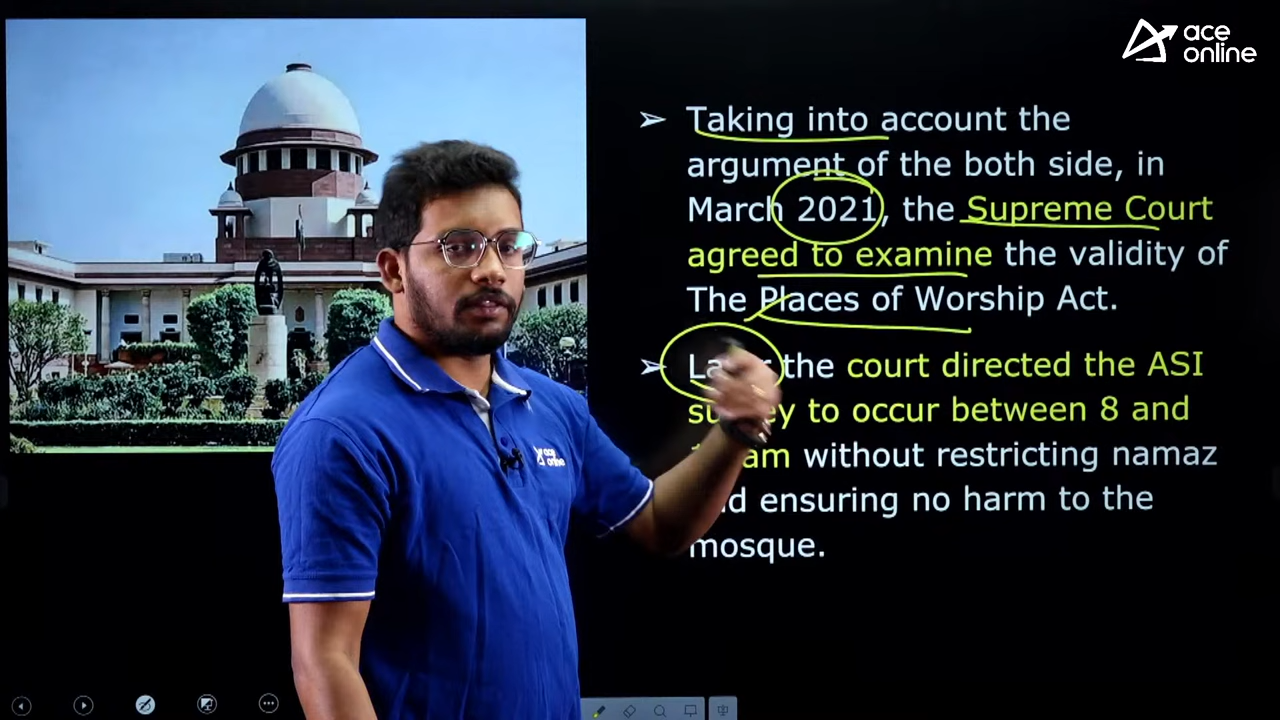 ace
online
Taking into account the
argument of the both side, in
March 2021, the Supreme Court
agreed to examine the validity of
The Places of Worship Act.
the court directed the ASI
to occur between 8 and
am without restricting namaz
ensuring no harm to the
mosque.
ace
online